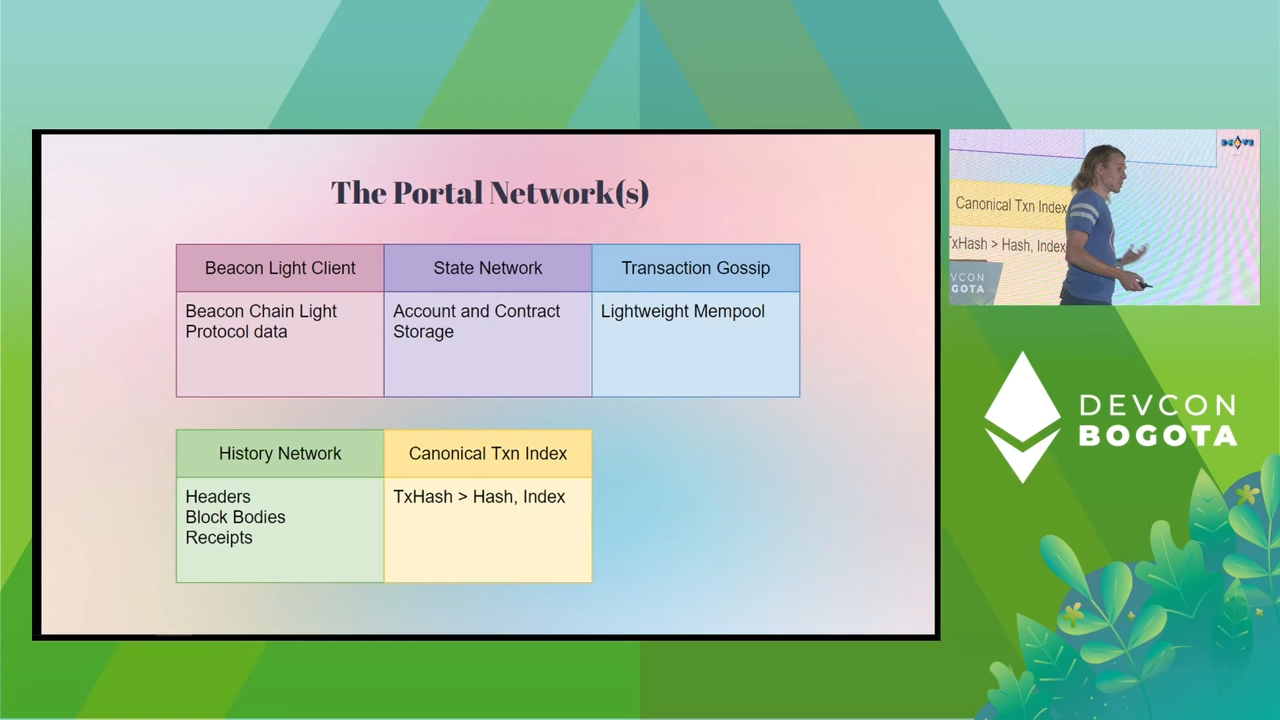 The Portal Network(s)
Beacon Light Client
State Network
Transaction Gossip
Beacon Chain Light
Protocol data
Account and Contract
Storage
Lightweight Mempool
History Network
Canonical Txn Index
Headers
Block Bodies
Receipts
TxHash > Hash, Index
Canonical Txn Index
TxHash > Hash, Index
VCON
GOTA
DEVCON
BOGOTA